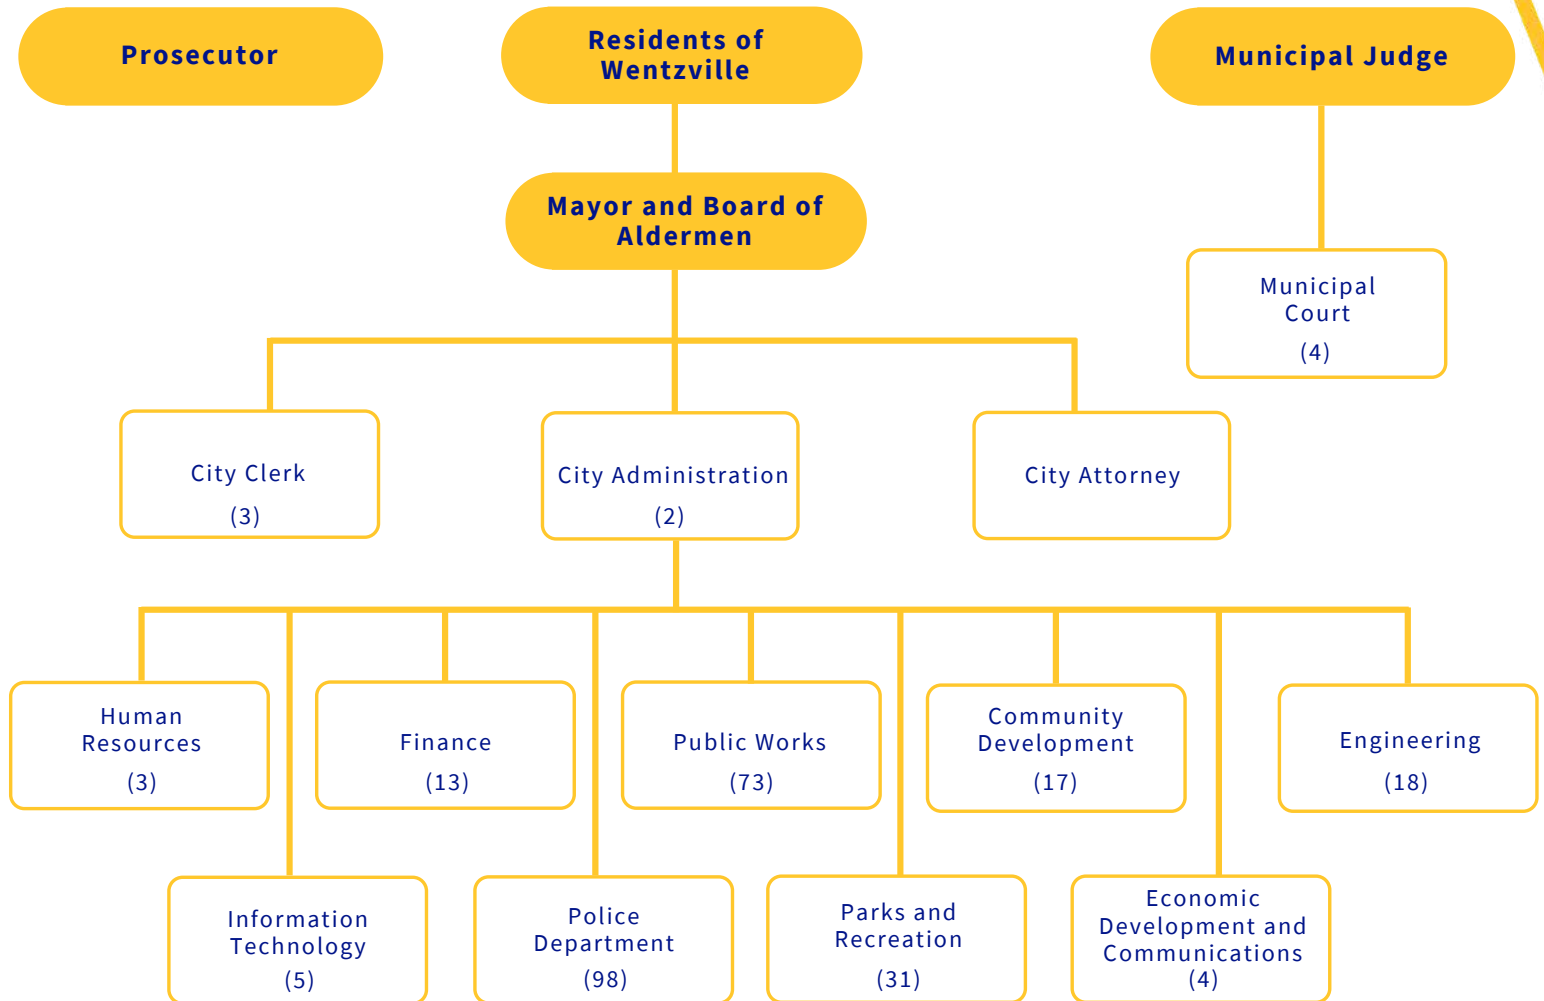 Prosecutor
Residents of
Wentzville
Municipal Judge
Mayor and Board of
Aldermen
Municipal
Court
(4)
City Clerk
(3)
City Administration
(2)
City Attorney
Human
Resources
(3)
Finance
(13)
Public Works
(73)
Community
Development
(17)
Engineering
(18)
Information
Technology
(5)
Police
Department
(98)
Parks and
Recreation
(31)
Economic
Development and
Communications
(4)